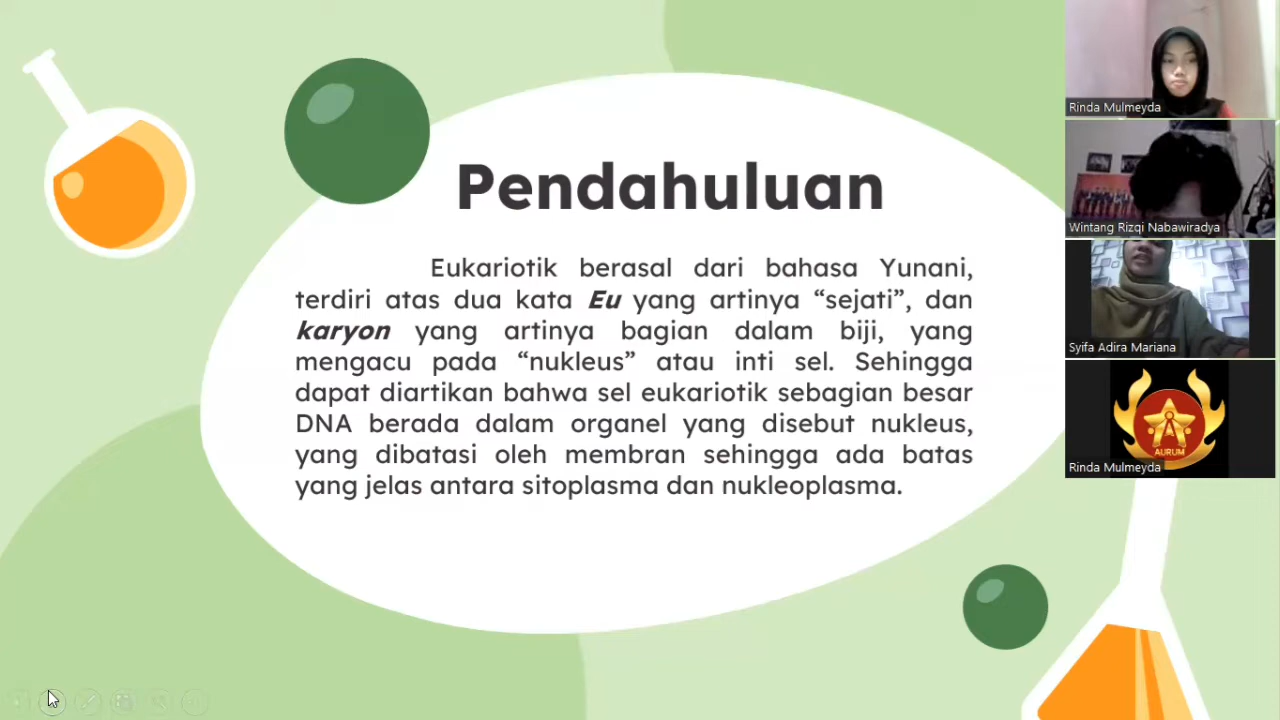 Pendahuluan
Eukariotik berasal dari bahasa Yunani,
terdiri atas dua kata Eu yang artinya “sejati”, dan
karyon yang artinya bagian dalam biji, yang
mengacu pada “nukleus” atau inti sel. Sehingga
dapat diartikan bahwa sel eukariotik sebagian besar
DNA berada dalam organel yang disebut nukleus,
yang dibatasi oleh membran sehingga ada batas
yang jelas antara sitoplasma dan nukleoplasma.
Rinda Mulmeyda
Wintang Rizqi Nabawiradya
Syifa Adira Mariana
AURUM
Rinda Mulmeyda